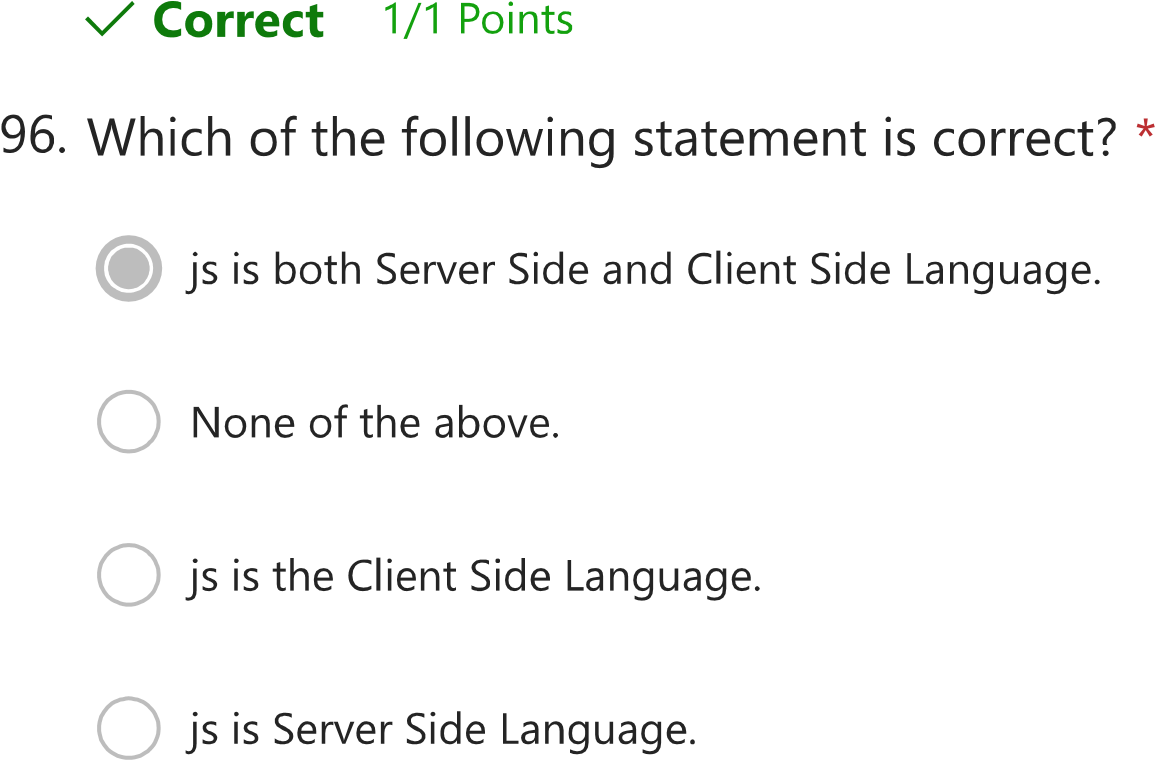 Correct 1/1 Points
96. Which of the following statement is correct? *
js is both Server Side and Client Side Language.
None of the above.
js is the Client Side Language.
js is Server Side Language.